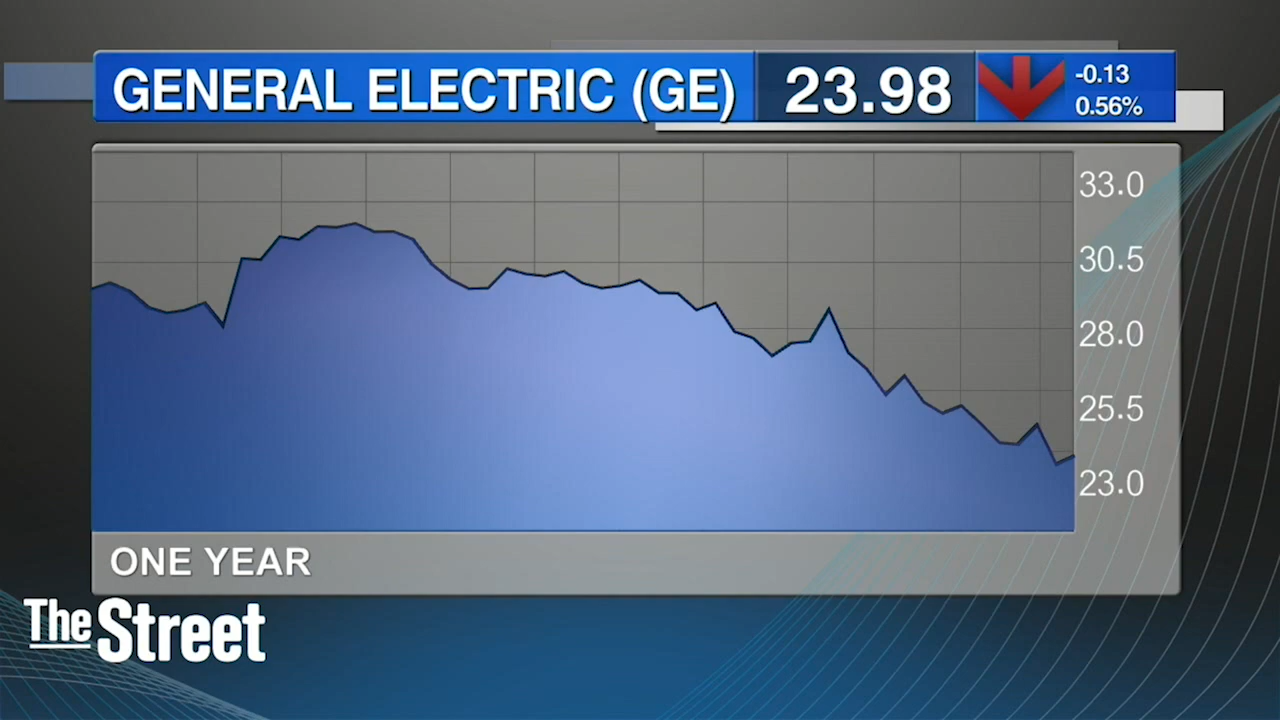 GENERAL ELECTRIC (GE) 23.98 -0.13
0.56%
33.0
30.5
28.0
25.5
23.0
ONE YEAR
The Street